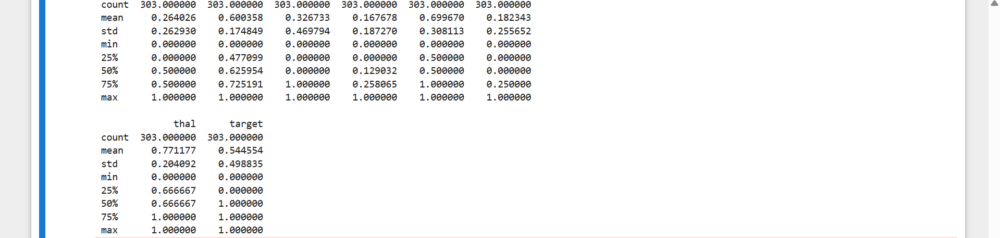 count  303.000000  303.000000  303.000000  303.000000  303.000000  303.000000
mean     0.264026    0.600358    0.326733    0.167678    0.699670    0.182343
std      0.262930    0.174849    0.469794    0.187270    0.308113    0.255652
min      0.000000    0.000000    0.000000    0.000000    0.000000    0.000000
25%      0.000000    0.477099    0.000000    0.000000    0.500000    0.000000
50%      0.500000    0.625954    0.000000    0.129032    0.500000    0.000000
75%      0.500000    0.725191    1.000000    0.258065    1.000000    0.250000
max      1.000000    1.000000    1.000000    1.000000    1.000000    1.000000
thal      target
count  303.000000  303.000000
mean     0.771177    0.544554
std      0.204092    0.498835
min      0.000000    0.000000
25%      0.666667    0.000000
50%      0.666667    1.000000
75%      1.000000    1.000000
max      1.000000    1.000000